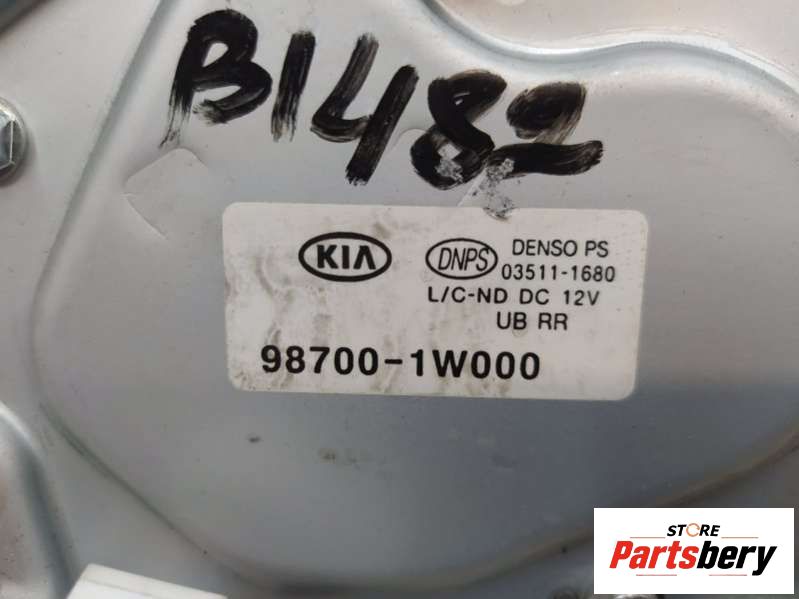 B1482
KIA
DNPS
DENSO PS
03511-1680
L/C-ND DC 12V
UB RR
98700-1W000
STORE
Partsbery